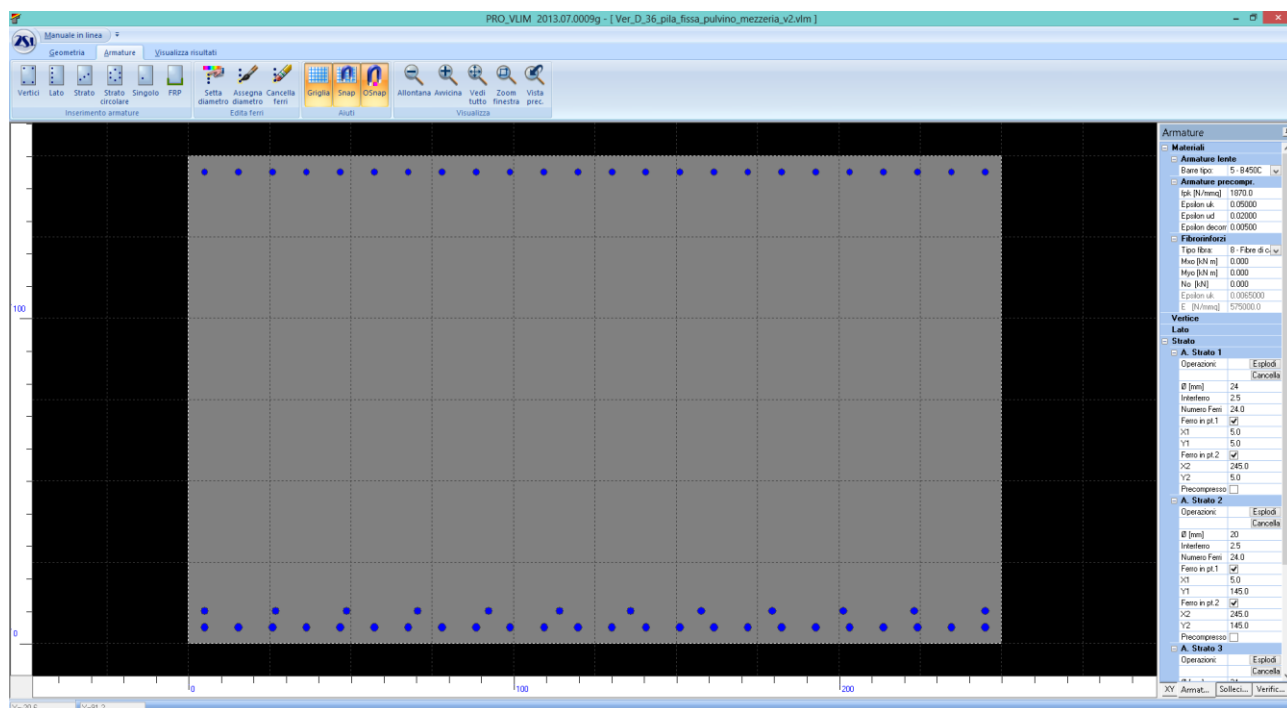 PRO_VLIM 2013.07.0009g - [ Ver_D_36_pila_fissa_pulvino_mezzeria_v2.vlm ]
2SI
Manuale in linea
Geometria Armature Visualizza risultati
Vertici Lato Strato Strato circolare Singolo FRP
Setta diametro Assegna diametro Cancella ferri
Griglia Snap OSnap
Allontana Avvicina Vedi tutto Zoom finestra Vista prec.
Inserimento armature Edita ferri Aiuti Visualizza
100
0
0 100 200
Armature
Materiali
Armature lente
Barre tipo: 5 - B450C
Armature precompr.
fpk [N/mmq] 1870.0
Epsilon uk 0.05000
Epsilon ud 0.02000
Epsilon decom 0.00500
Fibrorinforzi
Tipo fibra: 8 - Fibre di c
Mxo [kN m] 0.000
Myo [kN m] 0.000
No [kN] 0.000
Epsilon uk 0.0065000
E [N/mmq] 575000.0
Vertice
Lato
Strato
A. Strato 1
Operazioni: Esplodi
Cancella
Ø [mm] 24
Interferro 2.5
Numero Ferri 24.0
Ferro in pt.1
X1 5.0
Y1 5.0
Ferro in pt.2
X2 245.0
Y2 5.0
Precompresso
A. Strato 2
Operazioni: Esplodi
Cancella
Ø [mm] 20
Interferro 2.5
Numero Ferri 24.0
Ferro in pt.1
X1 5.0
Y1 145.0
Ferro in pt.2
X2 245.0
Y2 145.0
Precompresso
A. Strato 3
Operazioni: Esplodi
Cancella
XY Armat... Solleci... Verific...